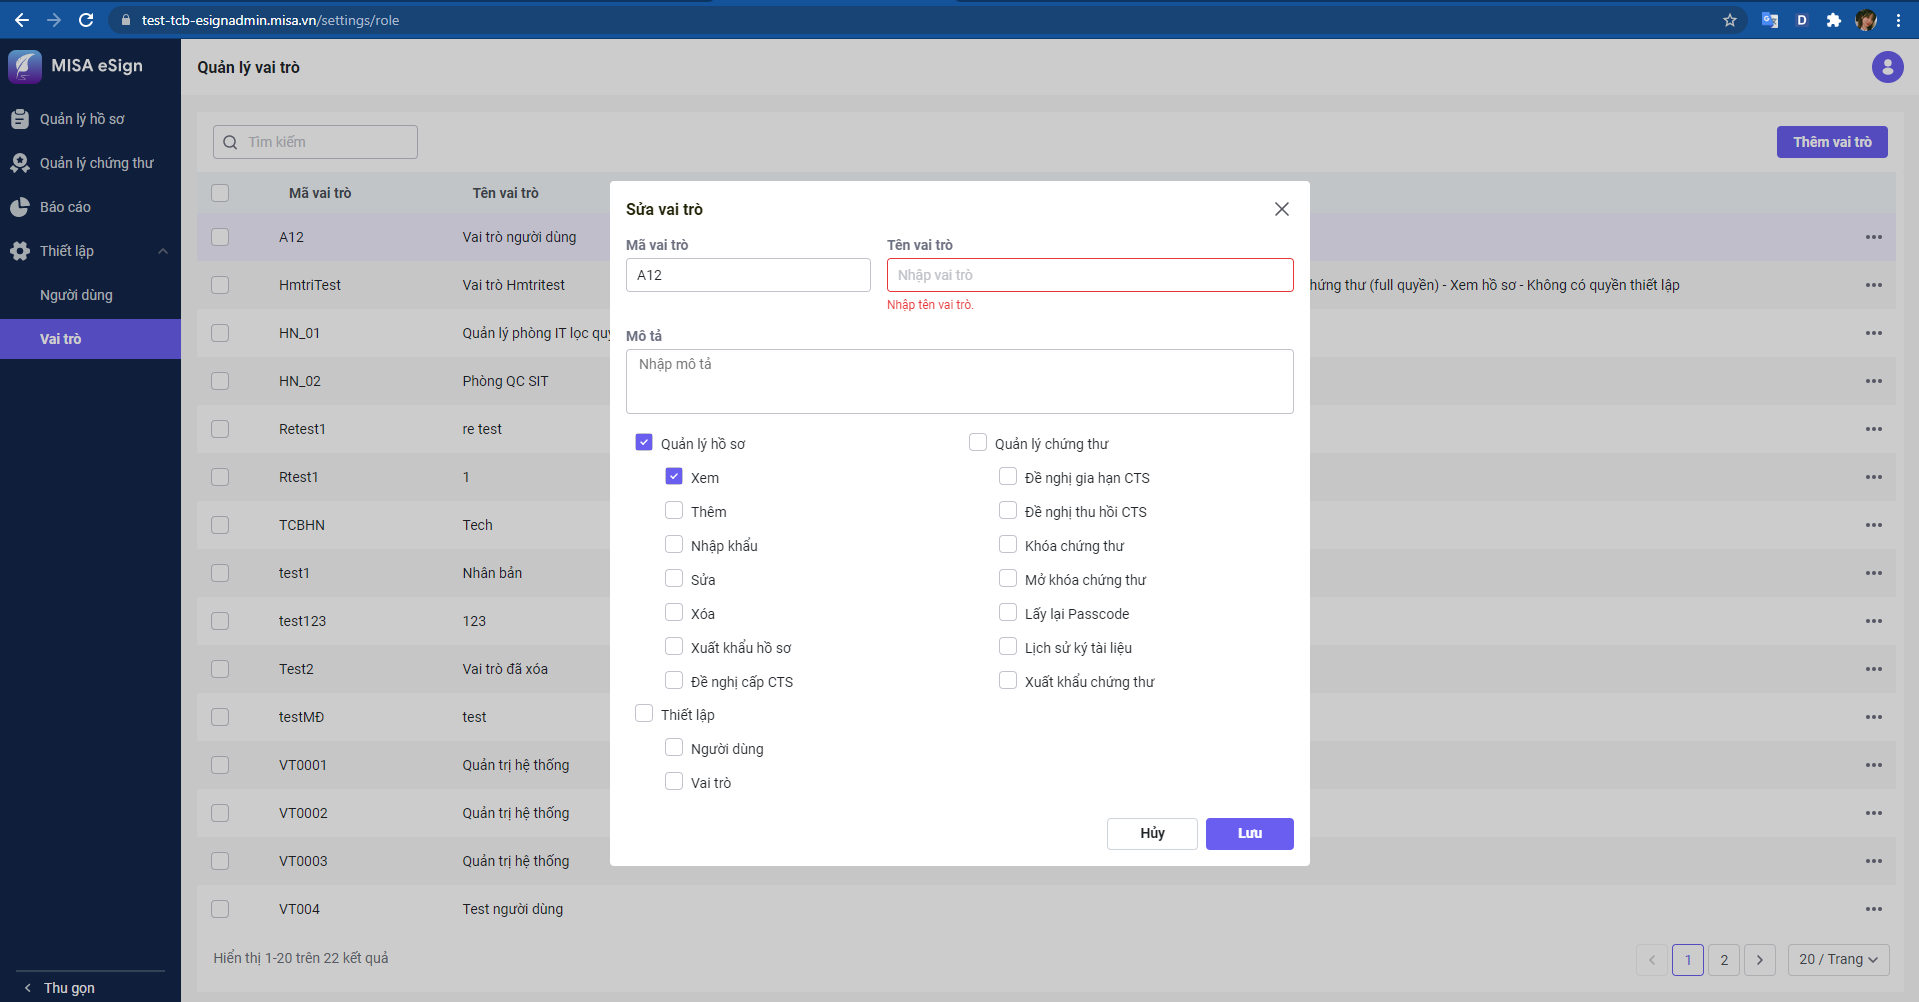 test-tcb-esignadmin.misa.vn/settings/role
MISA eSign
Quản lý hồ sơ
Quản lý chứng thư
Báo cáo
Thiết lập
Người dùng
Vai trò
Thu gọn
Quản lý vai trò
Tìm kiếm
Thêm vai trò
Mã vai trò Tên vai trò
A12 Vai trò người dùng
HmtriTest Vai trò Hmtritest hứng thư (full quyền) - Xem hồ sơ - Không có quyền thiết lập
HN_01 Quản lý phòng IT lọc quy
HN_02 Phòng QC SIT
Retest1 re test
Rtest1 1
TCBHN Tech
test1 Nhân bản
test123 123
Test2 Vai trò đã xóa
testMĐ test
VT0001 Quản trị hệ thống
VT0002 Quản trị hệ thống
VT0003 Quản trị hệ thống
VT004 Test người dùng
Hiển thị 1-20 trên 22 kết quả
1 2 20 / Trang
Sửa vai trò
Mã vai trò Tên vai trò
A12 Nhập vai trò
Nhập tên vai trò.
Mô tả
Nhập mô tả
Quản lý hồ sơ
Xem
Thêm
Nhập khẩu
Sửa
Xóa
Xuất khẩu hồ sơ
Đề nghị cấp CTS
Thiết lập
Người dùng
Vai trò
Quản lý chứng thư
Đề nghị gia hạn CTS
Đề nghị thu hồi CTS
Khóa chứng thư
Mở khóa chứng thư
Lấy lại Passcode
Lịch sử ký tài liệu
Xuất khẩu chứng thư
Hủy Lưu